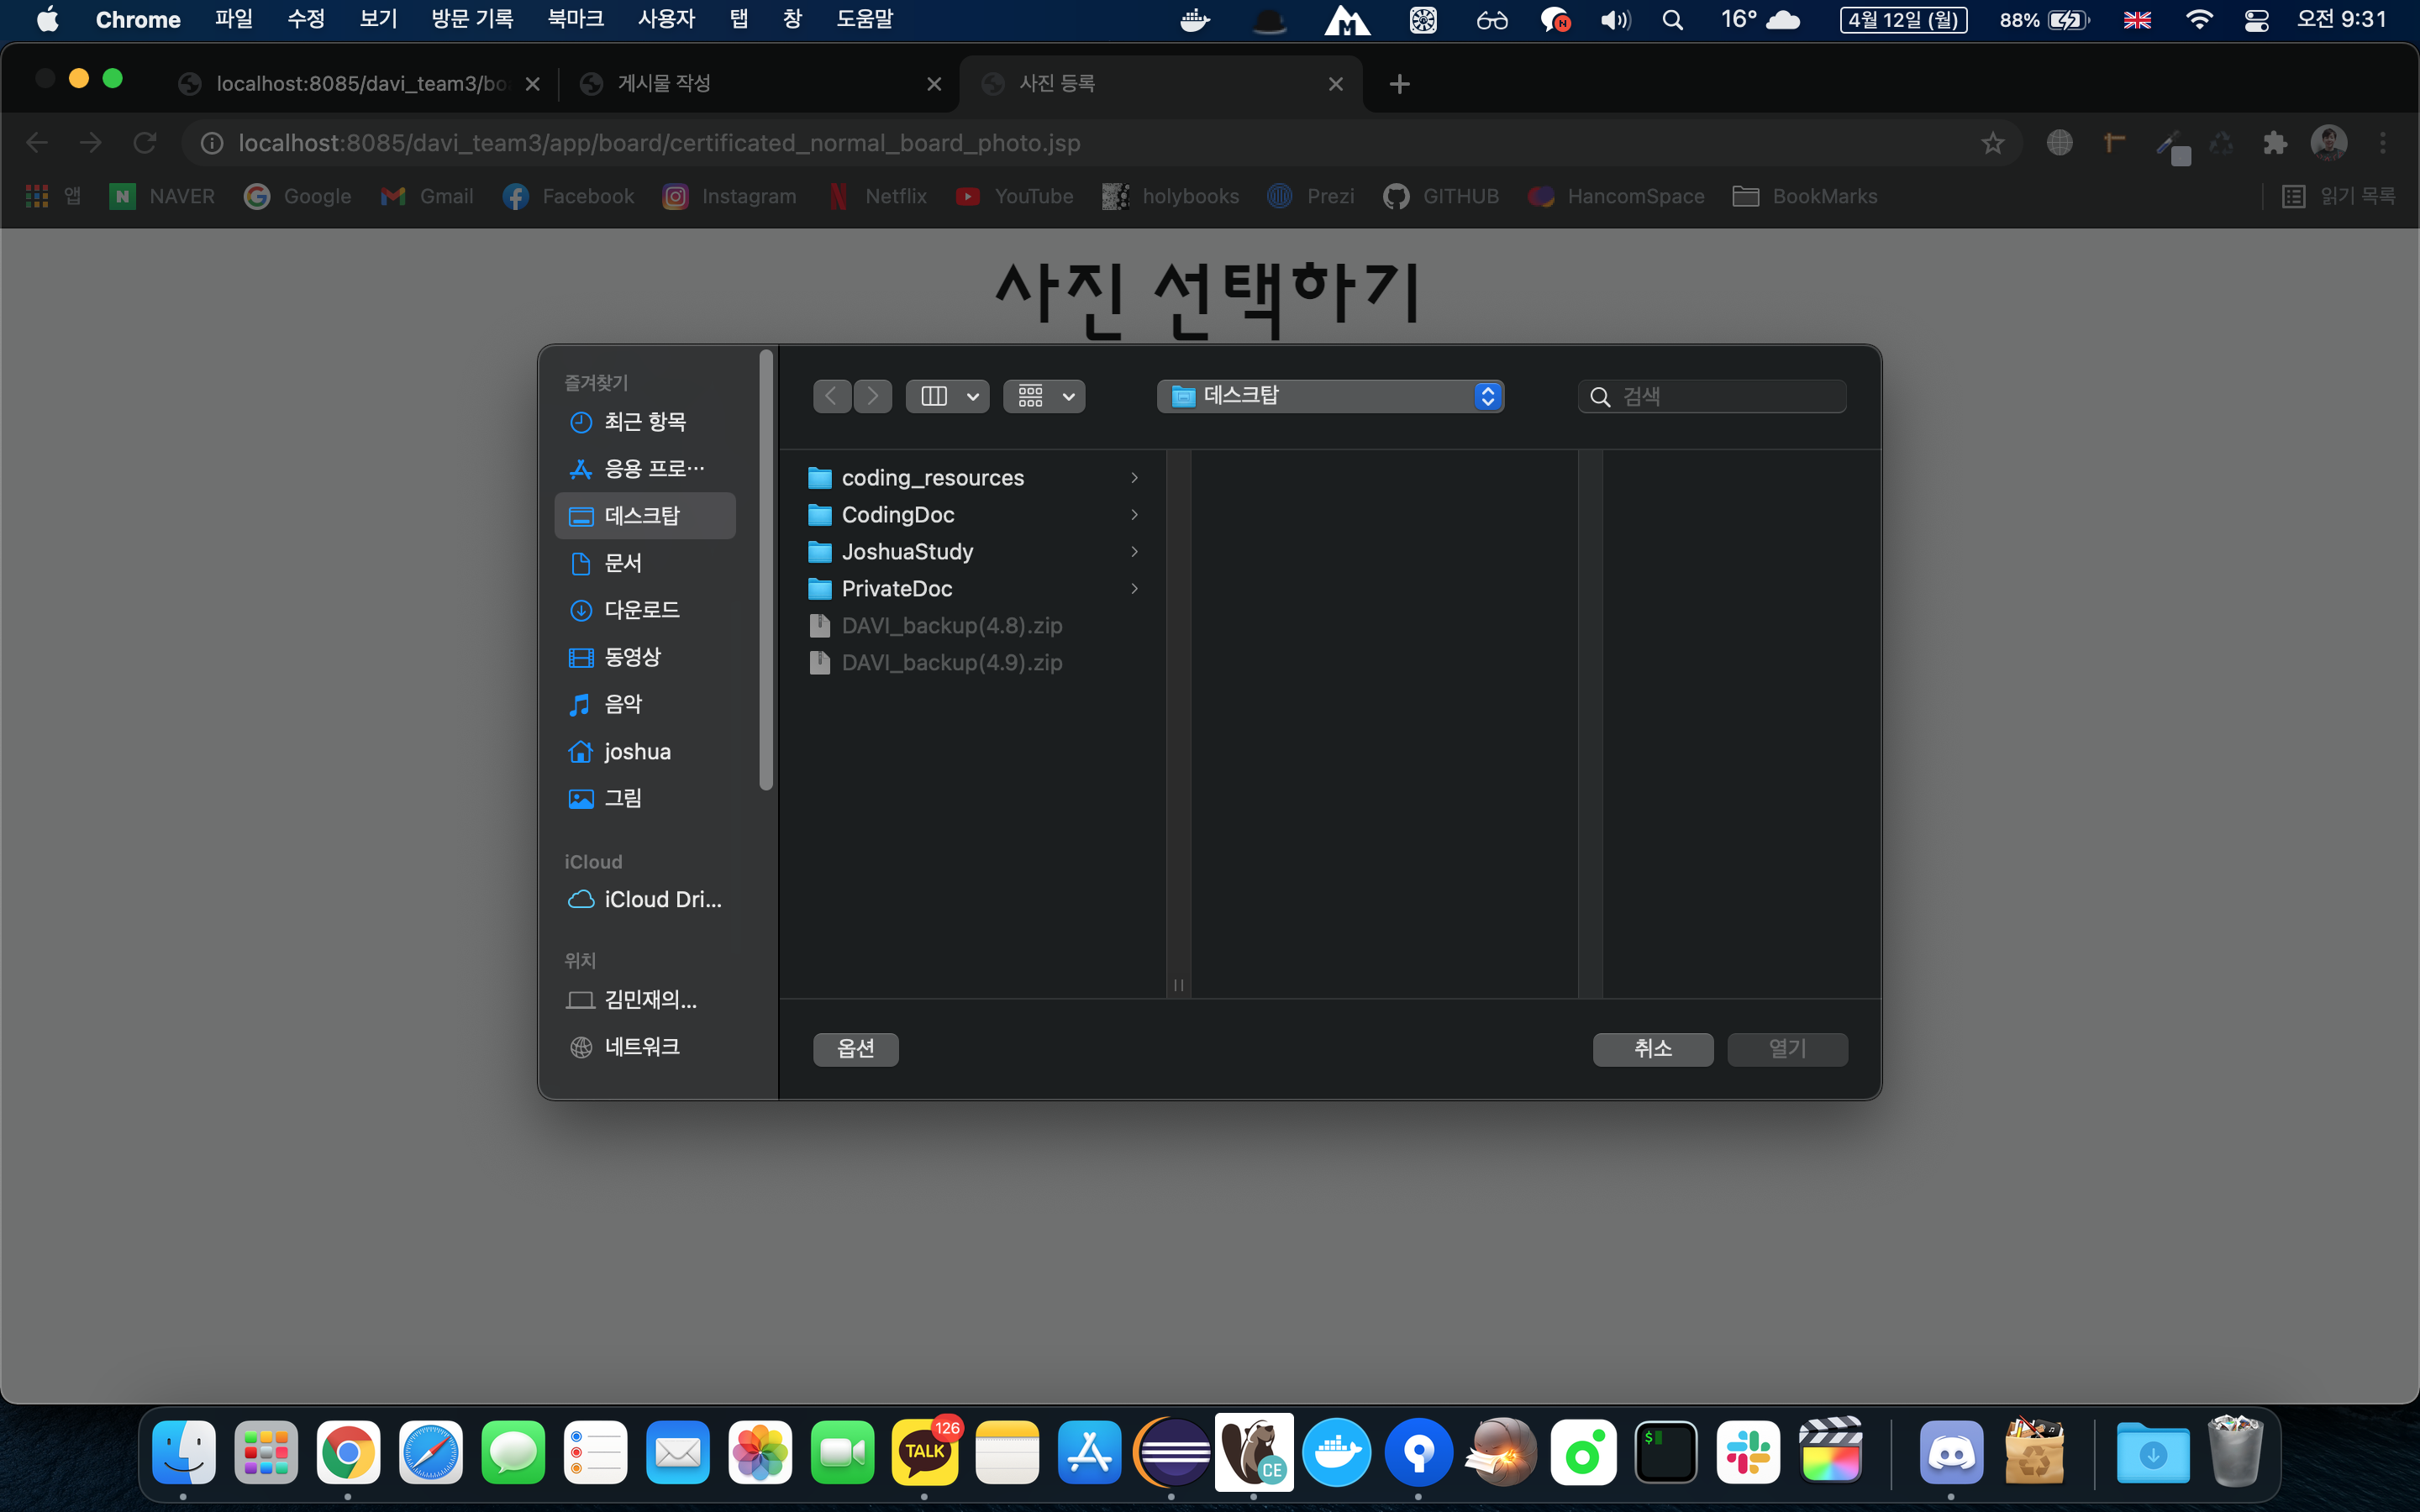 Chrome 파일 수정 보기 방문 기록 북마크 사용자 탭 창 도움말 N 16° 4월 12일 (월) 88% 오전 9:31
localhost:8085/davi_team3/bo 게시물 작성 사진 등록
localhost:8085/davi_team3/app/board/certificated_normal_board_photo.jsp
앱 N NAVER Google Gmail Facebook Instagram Netflix YouTube holybooks Prezi GITHUB HancomSpace BookMarks 읽기 목록
사진 선택하기
즐겨찾기
최근 항목
응용 프로…
데스크탑
문서
다운로드
동영상
음악
joshua
그림
iCloud
iCloud Dri...
위치
김민재의...
네트워크
데스크탑 검색
coding_resources
CodingDoc
JoshuaStudy
PrivateDoc
DAVI_backup(4.8).zip
DAVI_backup(4.9).zip
옵션 취소 열기
TALK 126 CE $